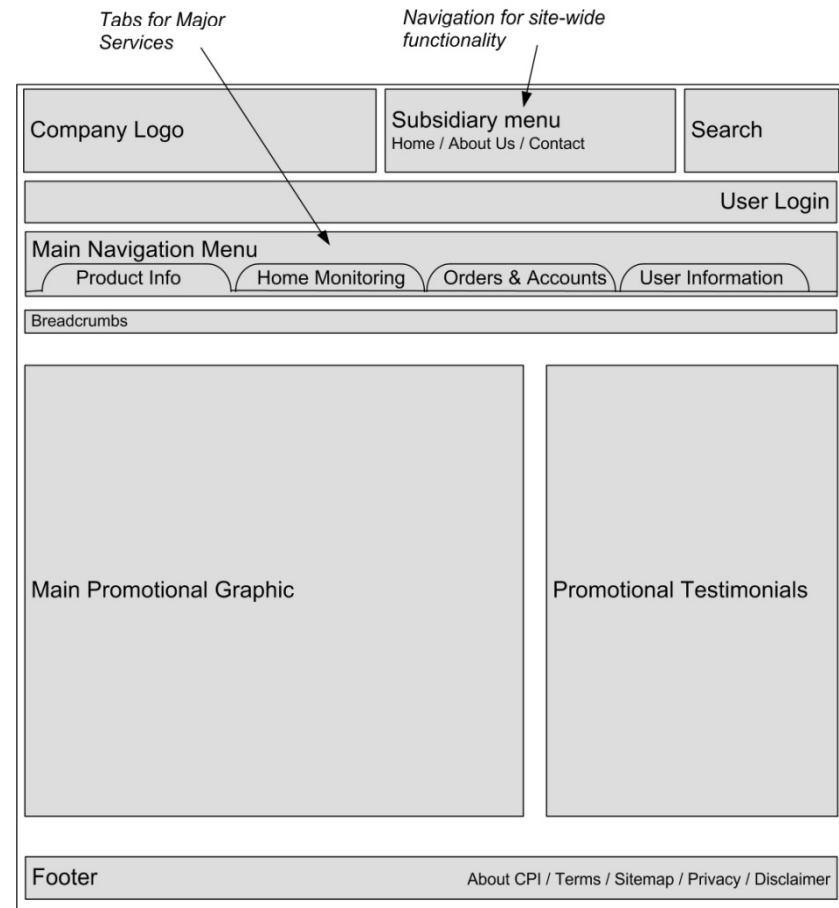 Tabs for Major
Services
Navigation for site-wide
functionality
Company Logo
Subsidiary menu
Home / About Us / Contact
Search
User Login
Main Navigation Menu
Product Info
Home Monitoring
Orders & Accounts
User Information
Breadcrumbs
Main Promotional Graphic
Promotional Testimonials
Footer
About CPI / Terms / Sitemap / Privacy / Disclaimer